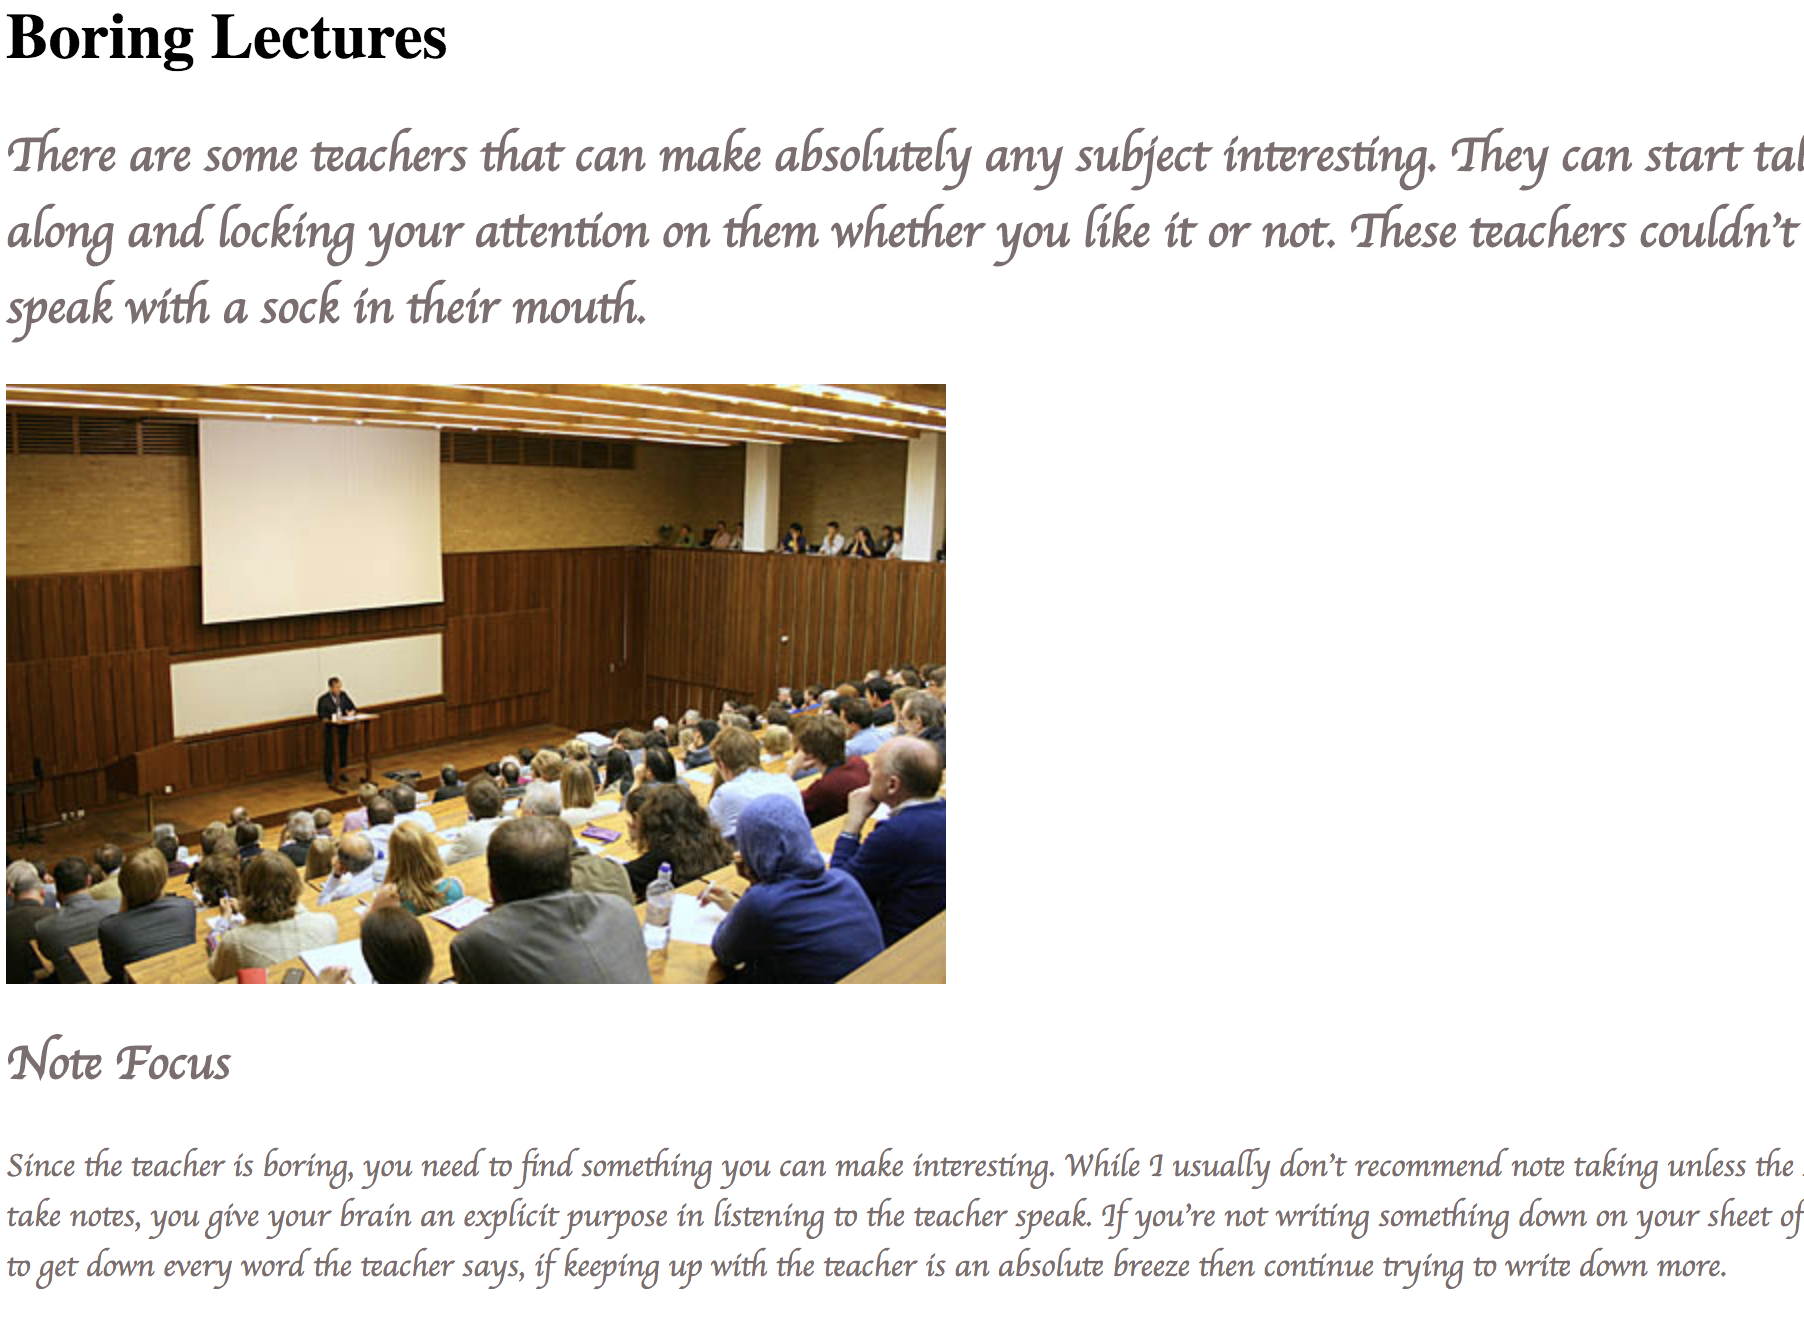 Boring Lectures
There are some teachers that can make absolutely any subject interesting. They can start
along and locking your attention on them whether you like it or not. These teachers couldn't
speak with a sock in their mouth.
Note Focus
Since the teacher is boring, you need to find something you can make interesting. While I usually don't recommend note taking unless the
take notes, you give your brain an explicit purpose in listening to the teacher speak. If you're not writing something down on your sheet of
to get down every word the teacher says, if keeping up with the teacher is an absolute breeze then continue trying to write down more.